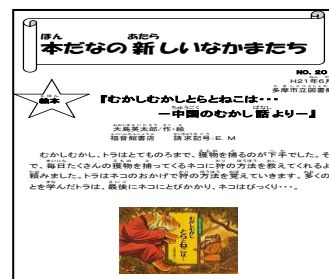 本だなの新しいなかまたち
NO. 20
H21年6月
多摩市立図書館
絵本
『むかしむかしとらとねこは・・・
ー中国のむかし話より－』
大島英太郎／作・絵
福音館書店　請求記号：E．M
むかしむかし、トラはとてものろまで、獲物を捕るのが下手でした。そ
で、毎日たくさんの獲物を捕ってくるネコに狩の方法を教えてくれるよ
頼みました。トラはネコのおかげで狩の方法を覚えていきます。多くの
とを学んだトラは、最後にネコにとびかかり。ネコはびっくり・・・。